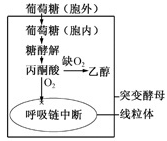 葡萄糖(胞外)
葡萄糖(胞内)
糖酵解
丙酮酸 缺O₂ 乙醇
O₂
呼吸链中断
突变酵母
线粒体